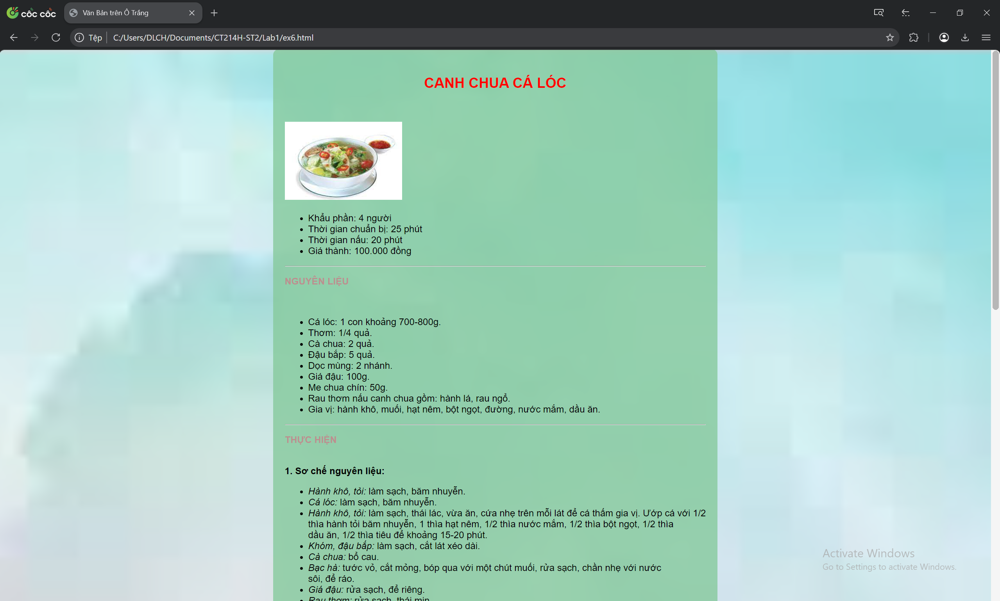 cốc cốc
Văn Bản trên Ô Trắng
Tệp
C:/Users/DLCH/Documents/CT214H-ST2/Lab1/ex6.html
CANH CHUA CÁ LÓC
Khẩu phần: 4 người
Thời gian chuẩn bị: 25 phút
Thời gian nấu: 20 phút
Giá thành: 100.000 đồng
NGUYÊN LIỆU
Cá lóc: 1 con khoảng 700-800g.
Thơm: 1/4 quả.
Cà chua: 2 quả.
Đậu bắp: 5 quả.
Dọc mùng: 2 nhánh.
Giá đậu: 100g.
Me chua chín: 50g.
Rau thơm nấu canh chua gồm: hành lá, rau ngổ.
Gia vị: hành khô, muối, hạt nêm, bột ngọt, đường, nước mắm, dầu ăn.
THỰC HIỆN
1. Sơ chế nguyên liệu:
Hành khô, tỏi: làm sạch, băm nhuyễn.
Cá lóc: làm sạch, băm nhuyễn.
Hành khô, tỏi: làm sạch, thái lác, vừa ăn, cứa nhẹ trên mỗi lát để cá thấm gia vị. Ướp cá với 1/2
thìa hành tỏi băm nhuyễn, 1 thìa hạt nêm, 1/2 thìa nước mắm, 1/2 thìa bột ngọt, 1/2 thìa
dầu ăn, 1/2 thìa tiêu để khoảng 15-20 phút.
Khóm, đậu bắp: làm sạch, cắt lát xéo dài.
Cà chua: bổ cau.
Bạc hà: tước vỏ, cắt mỏng, bóp qua với một chút muối, rửa sạch, chần nhẹ với nước
sôi, để ráo.
Giá đậu: rửa sạch, để riêng.
Rau thơm: rửa sạch, thái mịn
Activate Windows
Go to Settings to activate Windows.